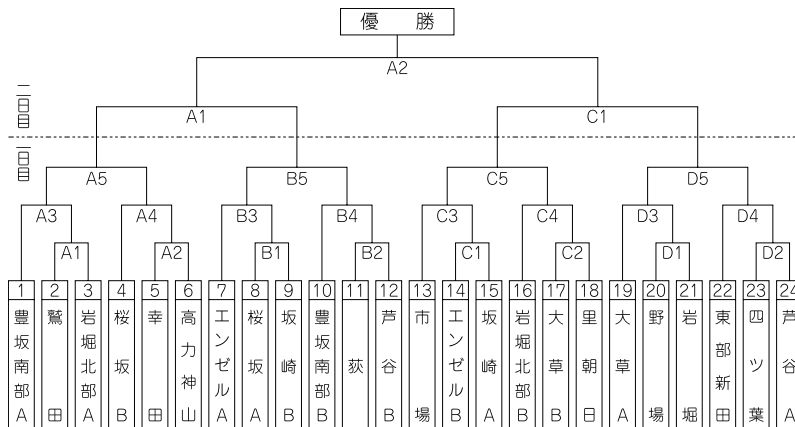 優 勝
A2
A1 C1
二日目
一日目
A5 B5 C5 D5
A3 A4 B3 B4 C3 C4 D3 D4
A1 A2 B1 B2 C1 C2 D1 D2
1 2 3 4 5 6 7 8 9 10 11 12 13 14 15 16 17 18 19 20 21 22 23 24
豊坂南部A
鷲田
岩堀北部A
桜坂B
幸田
高力神山
エンゼルA
桜坂A
坂崎B
豊坂南部B
荻
芦谷B
市場
エンゼルB
坂崎A
岩堀北部B
大草B
里朝日
大草A
野場
岩堀
東部新田
四ツ葉
芦谷A